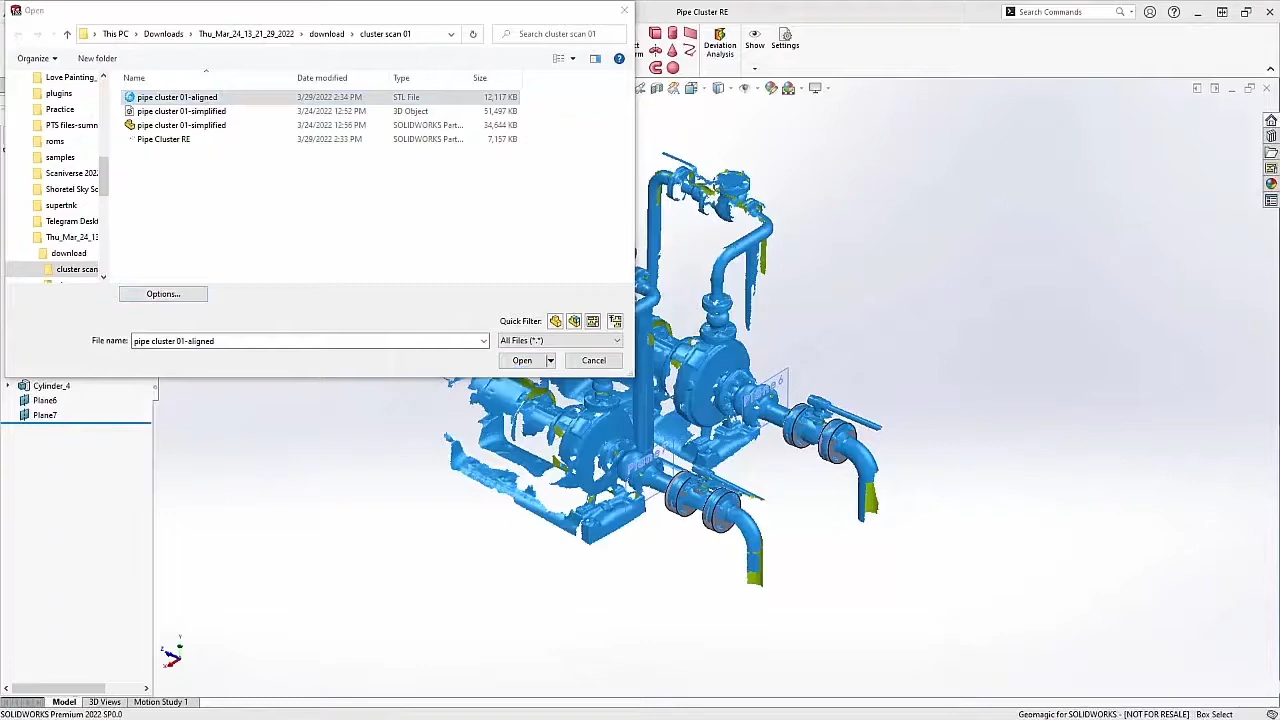 Open
Pipe Cluster RE
Search Commands
This PC > Downloads > Thu_Mar_24_13_21_29_2022 > download > cluster scan 01
Search cluster scan 01
Organize
New folder
Deviation Analysis
Show
Settings
Name Date modified Type Size
Love Painting_
plugins
Practice
PTS files-summ
roms
samples
Scaniverse 202
Shoretel Sky Sc
supertnk
Telegram Deskt
Thu_Mar_24_13
download
cluster scan
pipe cluster 01-aligned 3/29/2022 2:34 PM STL File 12,117 KB
pipe cluster 01-simplified 3/24/2022 12:52 PM 3D Object 51,497 KB
pipe cluster 01-simplified 3/24/2022 12:56 PM SOLIDWORKS Part... 34,644 KB
Pipe Cluster RE 3/29/2022 2:33 PM SOLIDWORKS Part... 7,157 KB
Options...
Quick Filter:
File name: pipe cluster 01-aligned
All Files (*.*)
Open
Cancel
Cylinder_4
Plane6
Plane7
Plane6
Model
3D Views
Motion Study 1
SOLIDWORKS Premium 2022 SP0.0
Geomagic for SOLIDWORKS - [NOT FOR RESALE]
Box Select